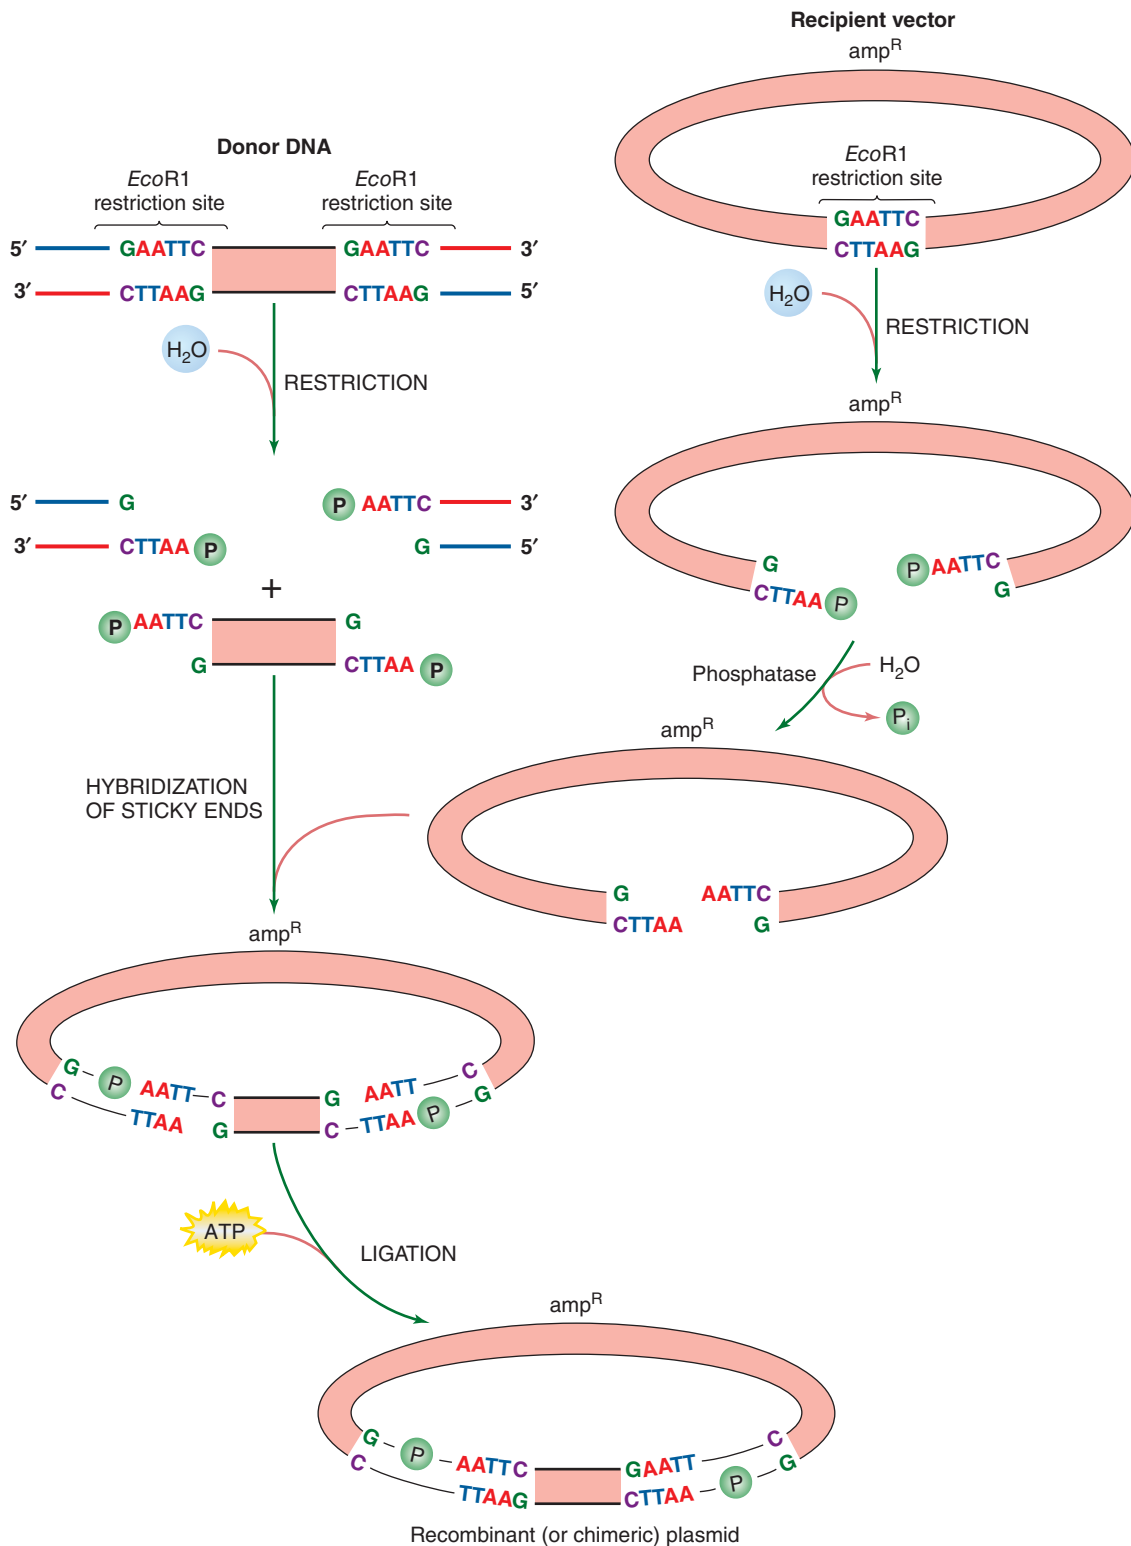 Recipient vector
ampR
EcoR1
restriction site
GAATTC
CTTAAG
H2O
RESTRICTION
ampR
G
CTTAA P
P AATTC
G
Phosphatase
H2O
Pi
ampR
G AATTC
CTTAA G
Donor DNA
EcoR1
restriction site
EcoR1
restriction site
5′ GAATTC GAATTC 3′
3′ CTTAAG CTTAAG 5′
H2O
RESTRICTION
5′ G P AATTC 3′
3′ CTTAA P G 5′
+
P AATTC G
G CTTAA P
HYBRIDIZATION
OF STICKY ENDS
ampR
G P AATT C G AATT C
C TTAA G C TTAA P G
ATP
LIGATION
ampR
G P AATTC GAATT C
C TTAAG CTTAA P G
Recombinant (or chimeric) plasmid